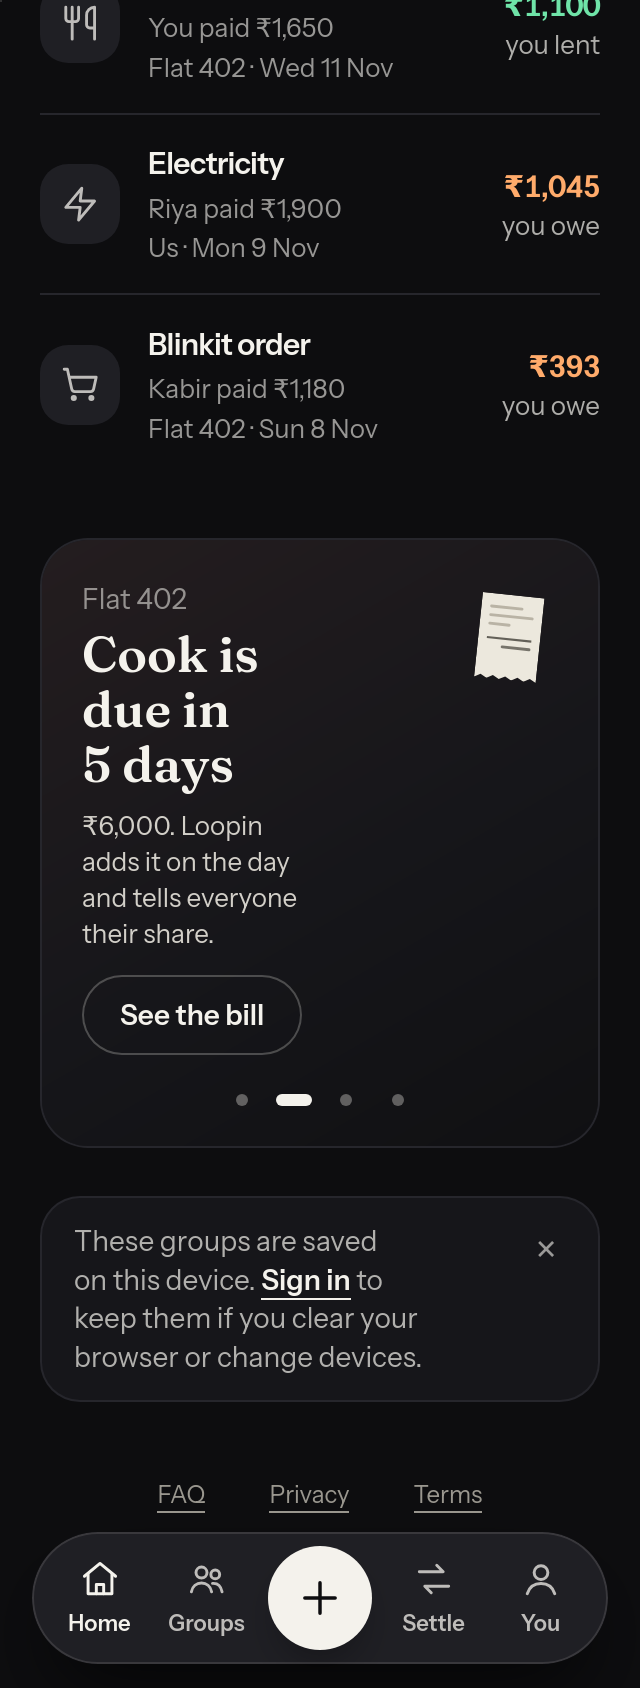 ₹1,100
You paid ₹1,650
you lent
Flat 402 · Wed 11 Nov
Electricity
Riya paid ₹1,900
Us · Mon 9 Nov
₹1,045
you owe
Blinkit order
Kabir paid ₹1,180
Flat 402 · Sun 8 Nov
₹393
you owe
Flat 402
Cook is
due in
5 days
₹6,000. Loopin
adds it on the day
and tells everyone
their share.
See the bill
These groups are saved
on this device. Sign in to
keep them if you clear your
browser or change devices.
FAQ Privacy Terms
Home Groups Settle You